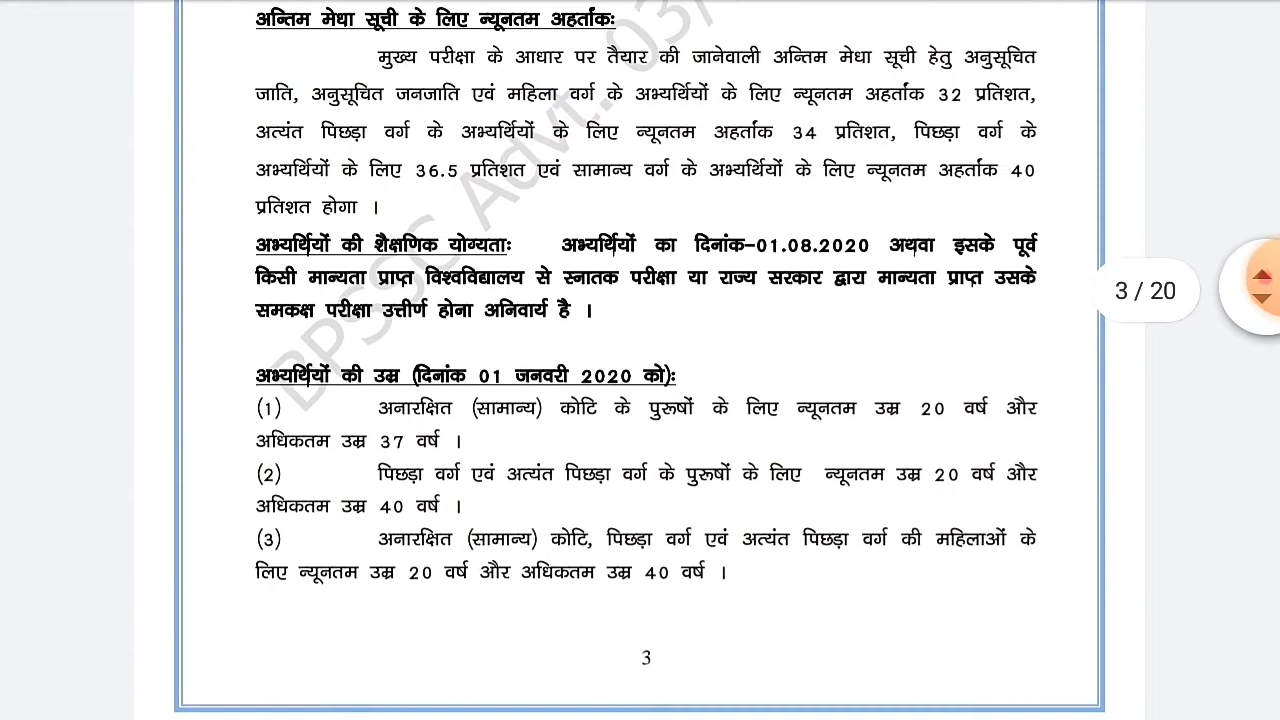 अन्तिम मेधा सूची के लिए न्यूनतम अहर्तांकः
मुख्य परीक्षा के आधार पर तैयार की जानेवाली अन्तिम मेधा सूची हेतु अनुसूचित
जाति, अनुसूचित जनजाति एवं महिला वर्ग के अभ्यर्थियों के लिए न्यूनतम अहर्तांक 32 प्रतिशत,
अत्यंत पिछड़ा वर्ग के अभ्यर्थियों के लिए न्यूनतम अहर्तांक 34 प्रतिशत, पिछड़ा वर्ग के
अभ्यर्थियों के लिए 36.5 प्रतिशत एवं सामान्य वर्ग के अभ्यर्थियों के लिए न्यूनतम अहर्तांक 40
प्रतिशत होगा ।
अभ्यर्थियों की शैक्षणिक योग्यताः अभ्यर्थियों का दिनांक-01.08.2020 अथवा इसके पूर्व
किसी मान्यता प्राप्त विश्वविद्यालय से स्नातक परीक्षा या राज्य सरकार द्वारा मान्यता प्राप्त उसके
समकक्ष परीक्षा उत्तीर्ण होना अनिवार्य है ।
3 / 20
अभ्यर्थियों की उम्र (दिनांक 01 जनवरी 2020 को):
(1) अनारक्षित (सामान्य) कोटि के पुरूषों के लिए न्यूनतम उम्र 20 वर्ष और
अधिकतम उम्र 37 वर्ष ।
(2) पिछड़ा वर्ग एवं अत्यंत पिछड़ा वर्ग के पुरूषों के लिए न्यूनतम उम्र 20 वर्ष और
अधिकतम उम्र 40 वर्ष ।
(3) अनारक्षित (सामान्य) कोटि, पिछड़ा वर्ग एवं अत्यंत पिछड़ा वर्ग की महिलाओं के
लिए न्यूनतम उम्र 20 वर्ष और अधिकतम उम्र 40 वर्ष ।
3
BPSSC Advt. 03/